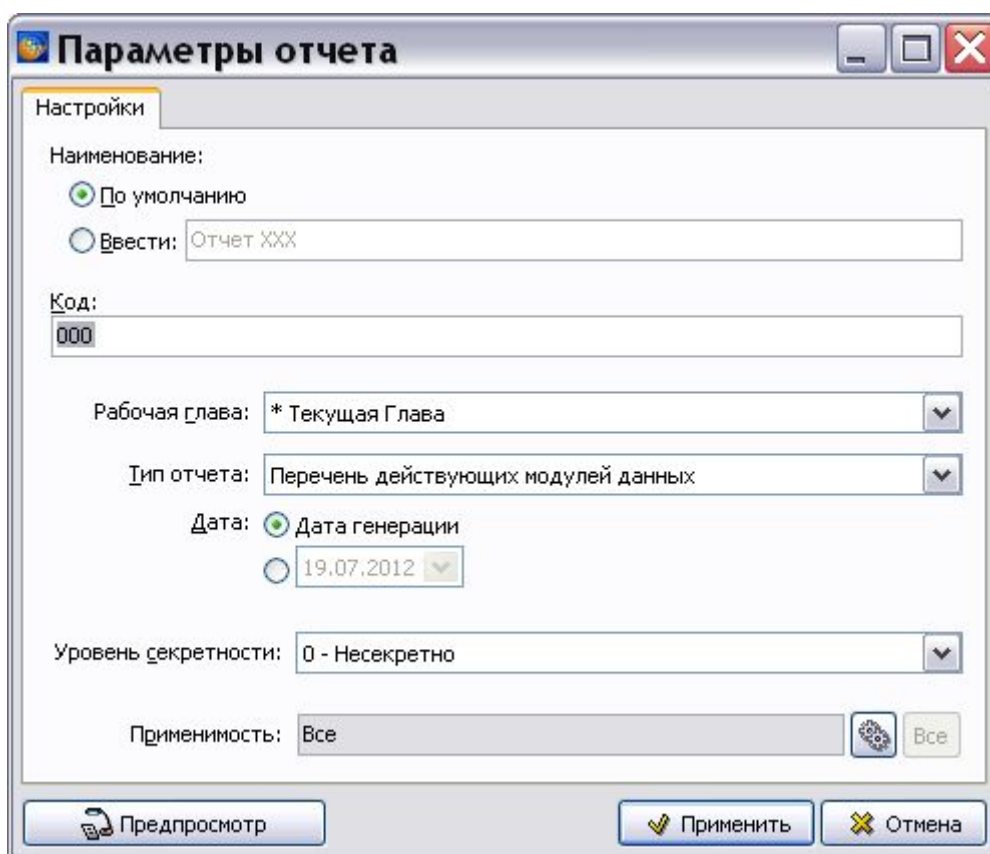 Параметры отчета
Настройки
Наименование:
По умолчанию
Ввести: Отчет XXX
Код:
000
Рабочая глава: * Текущая Глава
Тип отчета: Перечень действующих модулей данных
Дата: Дата генерации
19.07.2012
Уровень секретности: 0 - Несекретно
Применимость: Все Все
Предпросмотр Применить Отмена